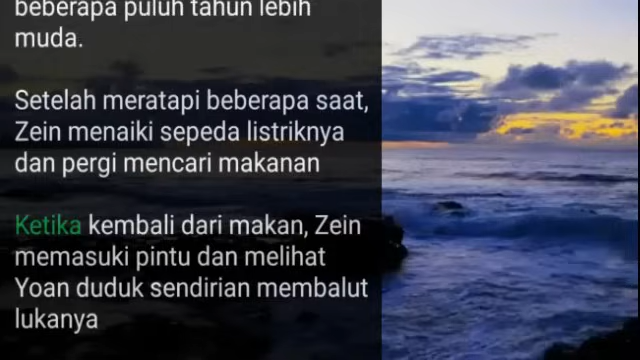 beberapa puluh tahun lebih
muda.
Setelah meratapi beberapa saat,
Zein menaiki sepeda listriknya
dan pergi mencari makanan
Ketika kembali dari makan, Zein
memasuki pintu dan melihat
Yoan duduk sendirian membalut
lukanya